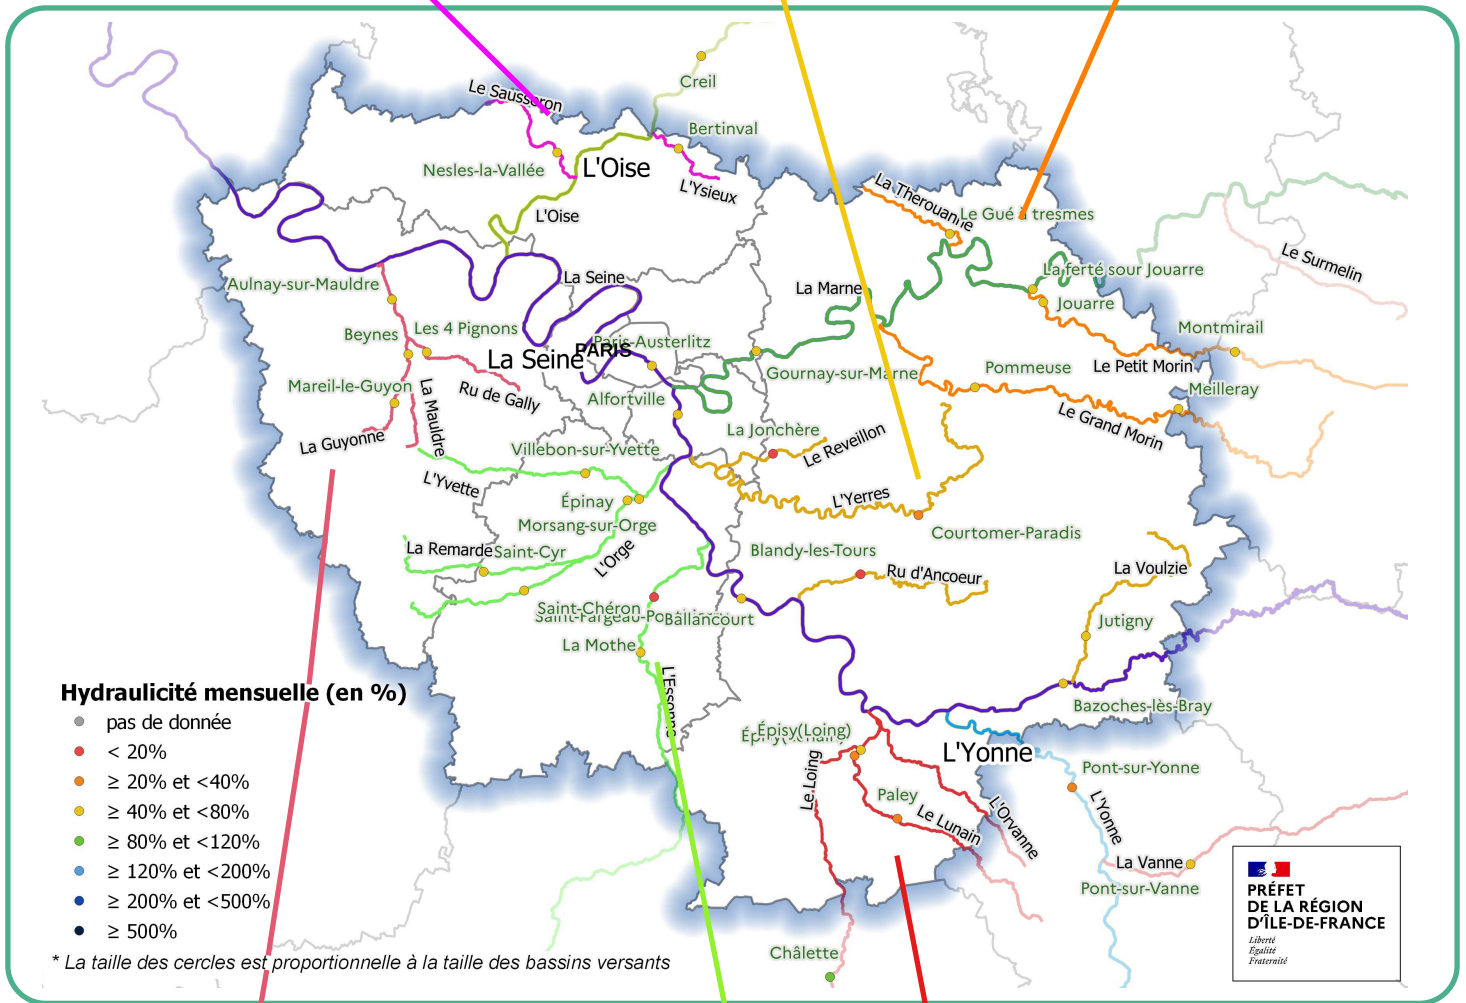 Creil
Le Sausseron
Bertinval
Nesles-la-Vallée
L'Oise
L'Ysieux
La Therouanne
L'Oise
Le Gué à tresmes
Le Surmelin
La Seine
La ferté sour Jouarre
Aulnay-sur-Mauldre
La Marne
Jouarre
Beynes
Les 4 Pignons
Montmirail
Paris-Austerlitz
PARIS
La Seine
Le Petit Morin
Gournay-sur-Marne
Pommeuse
Mareil-le-Guyon
Meilleray
Ru de Gally
Alfortville
La Mauldre
Le Grand Morin
La Jonchère
La Guyonne
Le Reveillon
Villebon-sur-Yvette
L'Yvette
L'Yerres
Épinay
Morsang-sur-Orge
Courtomer-Paradis
La Remarde
Saint-Cyr
L'Orge
Blandy-les-Tours
Ru d'Ancoeur
La Voulzie
Saint-Chéron
Ballancourt
Jutigny
La Mothe
L'Essonne
Bazoches-lès-Bray
Épisy(Loing)
L'Yonne
Pont-sur-Yonne
Le Loing
Paley
Le Lunain
L'Orvanne
L'Yonne
La Vanne
Pont-sur-Vanne
Châlette
Hydraulicité mensuelle (en %)
pas de donnée
< 20%
≥ 20% et <40%
≥ 40% et <80%
≥ 80% et <120%
≥ 120% et <200%
≥ 200% et <500%
≥ 500%
* La taille des cercles est proportionnelle à la taille des bassins versants
PRÉFET
DE LA RÉGION
D'ÎLE-DE-FRANCE
Liberté
Égalité
Fraternité